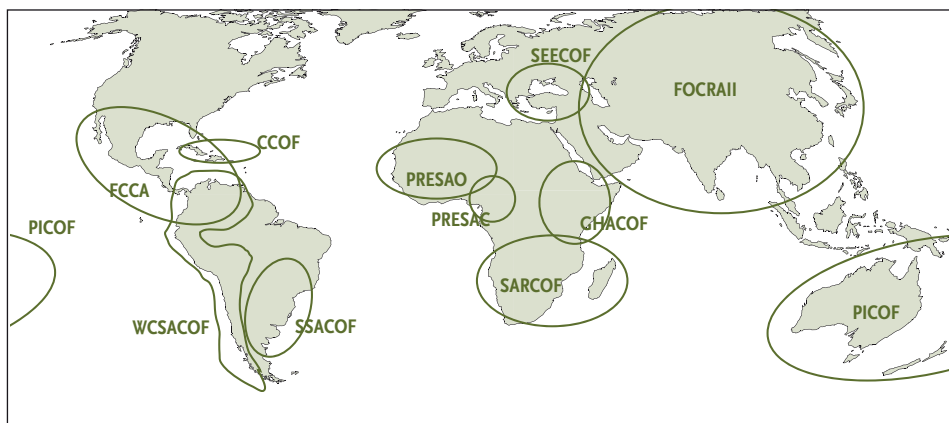 SEECOF
FOCRAII
CCOF
FCCA
PRESAO
PRESAC
GHACOF
PICOF
SARCOF
PICOF
WCSACOF
SSACOF